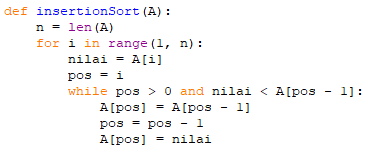 def insertionSort(A):
    n = len(A)
    for i in range(1, n):
        nilai = A[i]
        pos = i
        while pos > 0 and nilai < A[pos - 1]:
            A[pos] = A[pos - 1]
            pos = pos - 1
            A[pos] = nilai